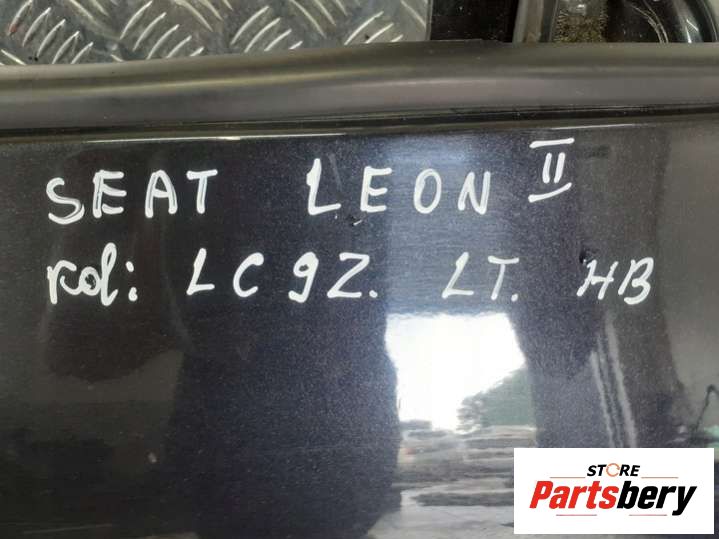 SEAT LEON II
kol: LC9Z. LT. HB
STORE
Partsbery